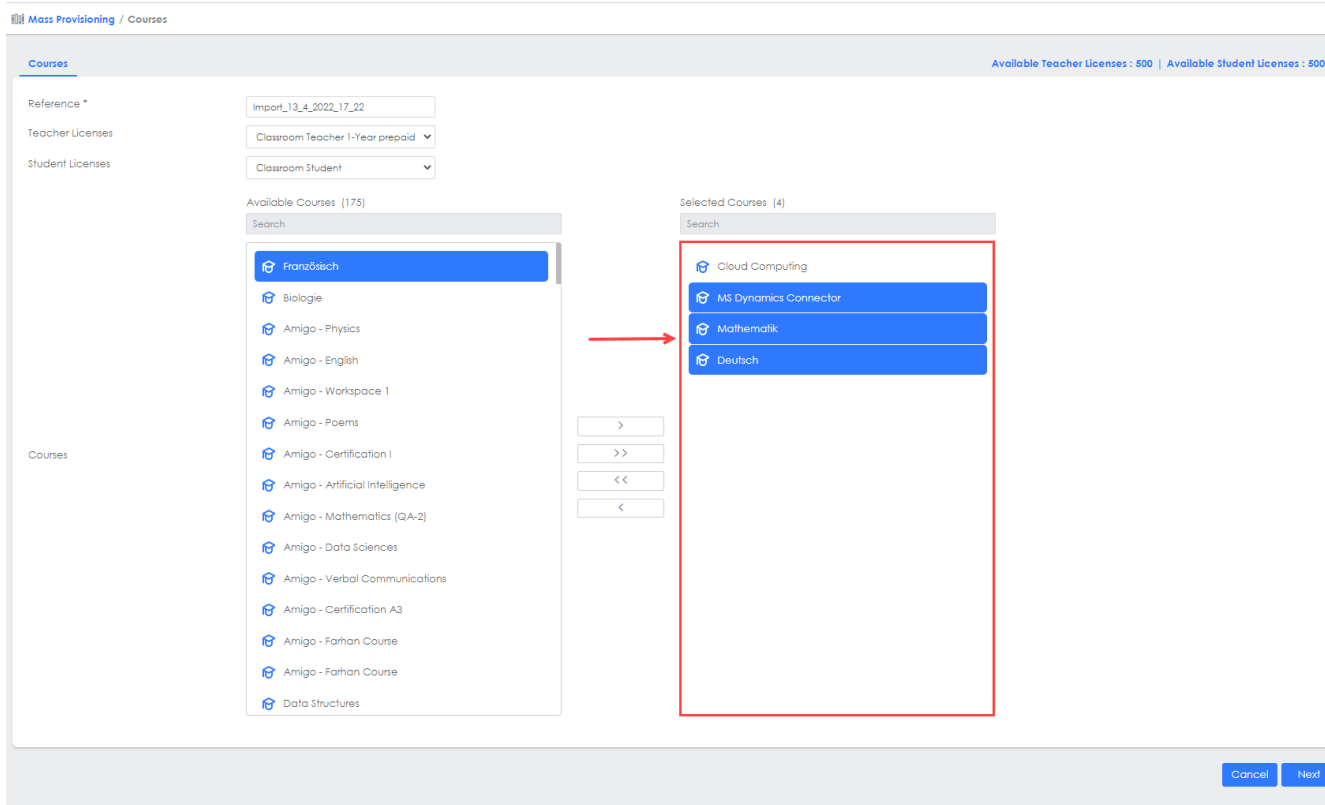 Mass Provisioning / Courses
Courses
Available Teacher Licenses : 500 | Available Student Licenses : 500
Reference *
Import_13_4_2022_17_22
Teacher Licenses
Classroom Teacher 1-Year prepaid
Student Licenses
Classroom Student
Courses
Available Courses (175)
Search
Französisch
Biologie
Amigo - Physics
Amigo - English
Amigo - Workspace 1
Amigo - Poems
Amigo - Certification I
Amigo - Artificial Intelligence
Amigo - Mathematics (QA-2)
Amigo - Data Sciences
Amigo - Verbal Communications
Amigo - Certification A3
Amigo - Farhan Course
Amigo - Farhan Course
Data Structures
>
>>
<<
<
Selected Courses (4)
Search
Cloud Computing
MS Dynamics Connector
Mathematik
Deutsch
Cancel
Next